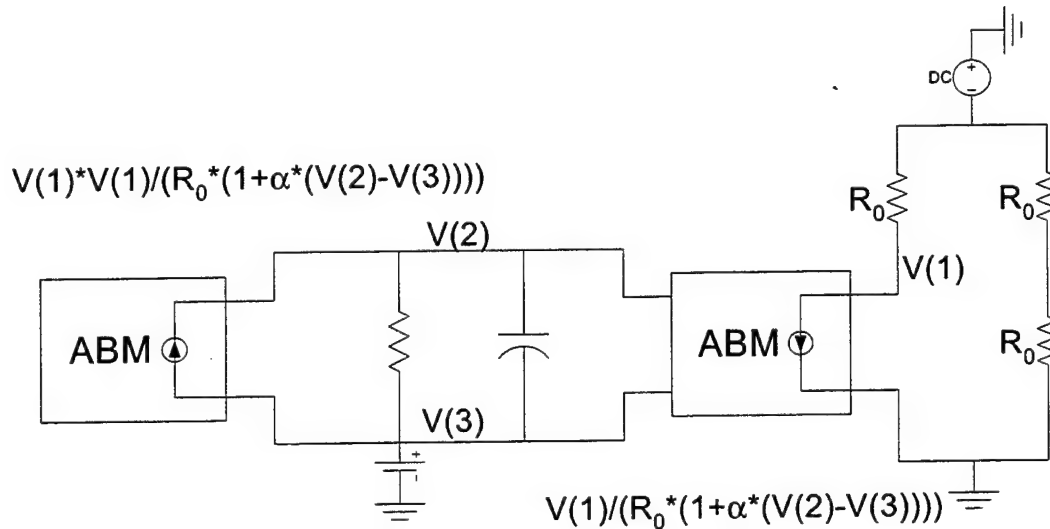 DC
V(1)*V(1)/(R₀*(1+α*(V(2)-V(3))))
R₀
R₀
V(2)
V(1)
ABM
ABM
R₀
V(3)
V(1)/(R₀*(1+α*(V(2)-V(3))))